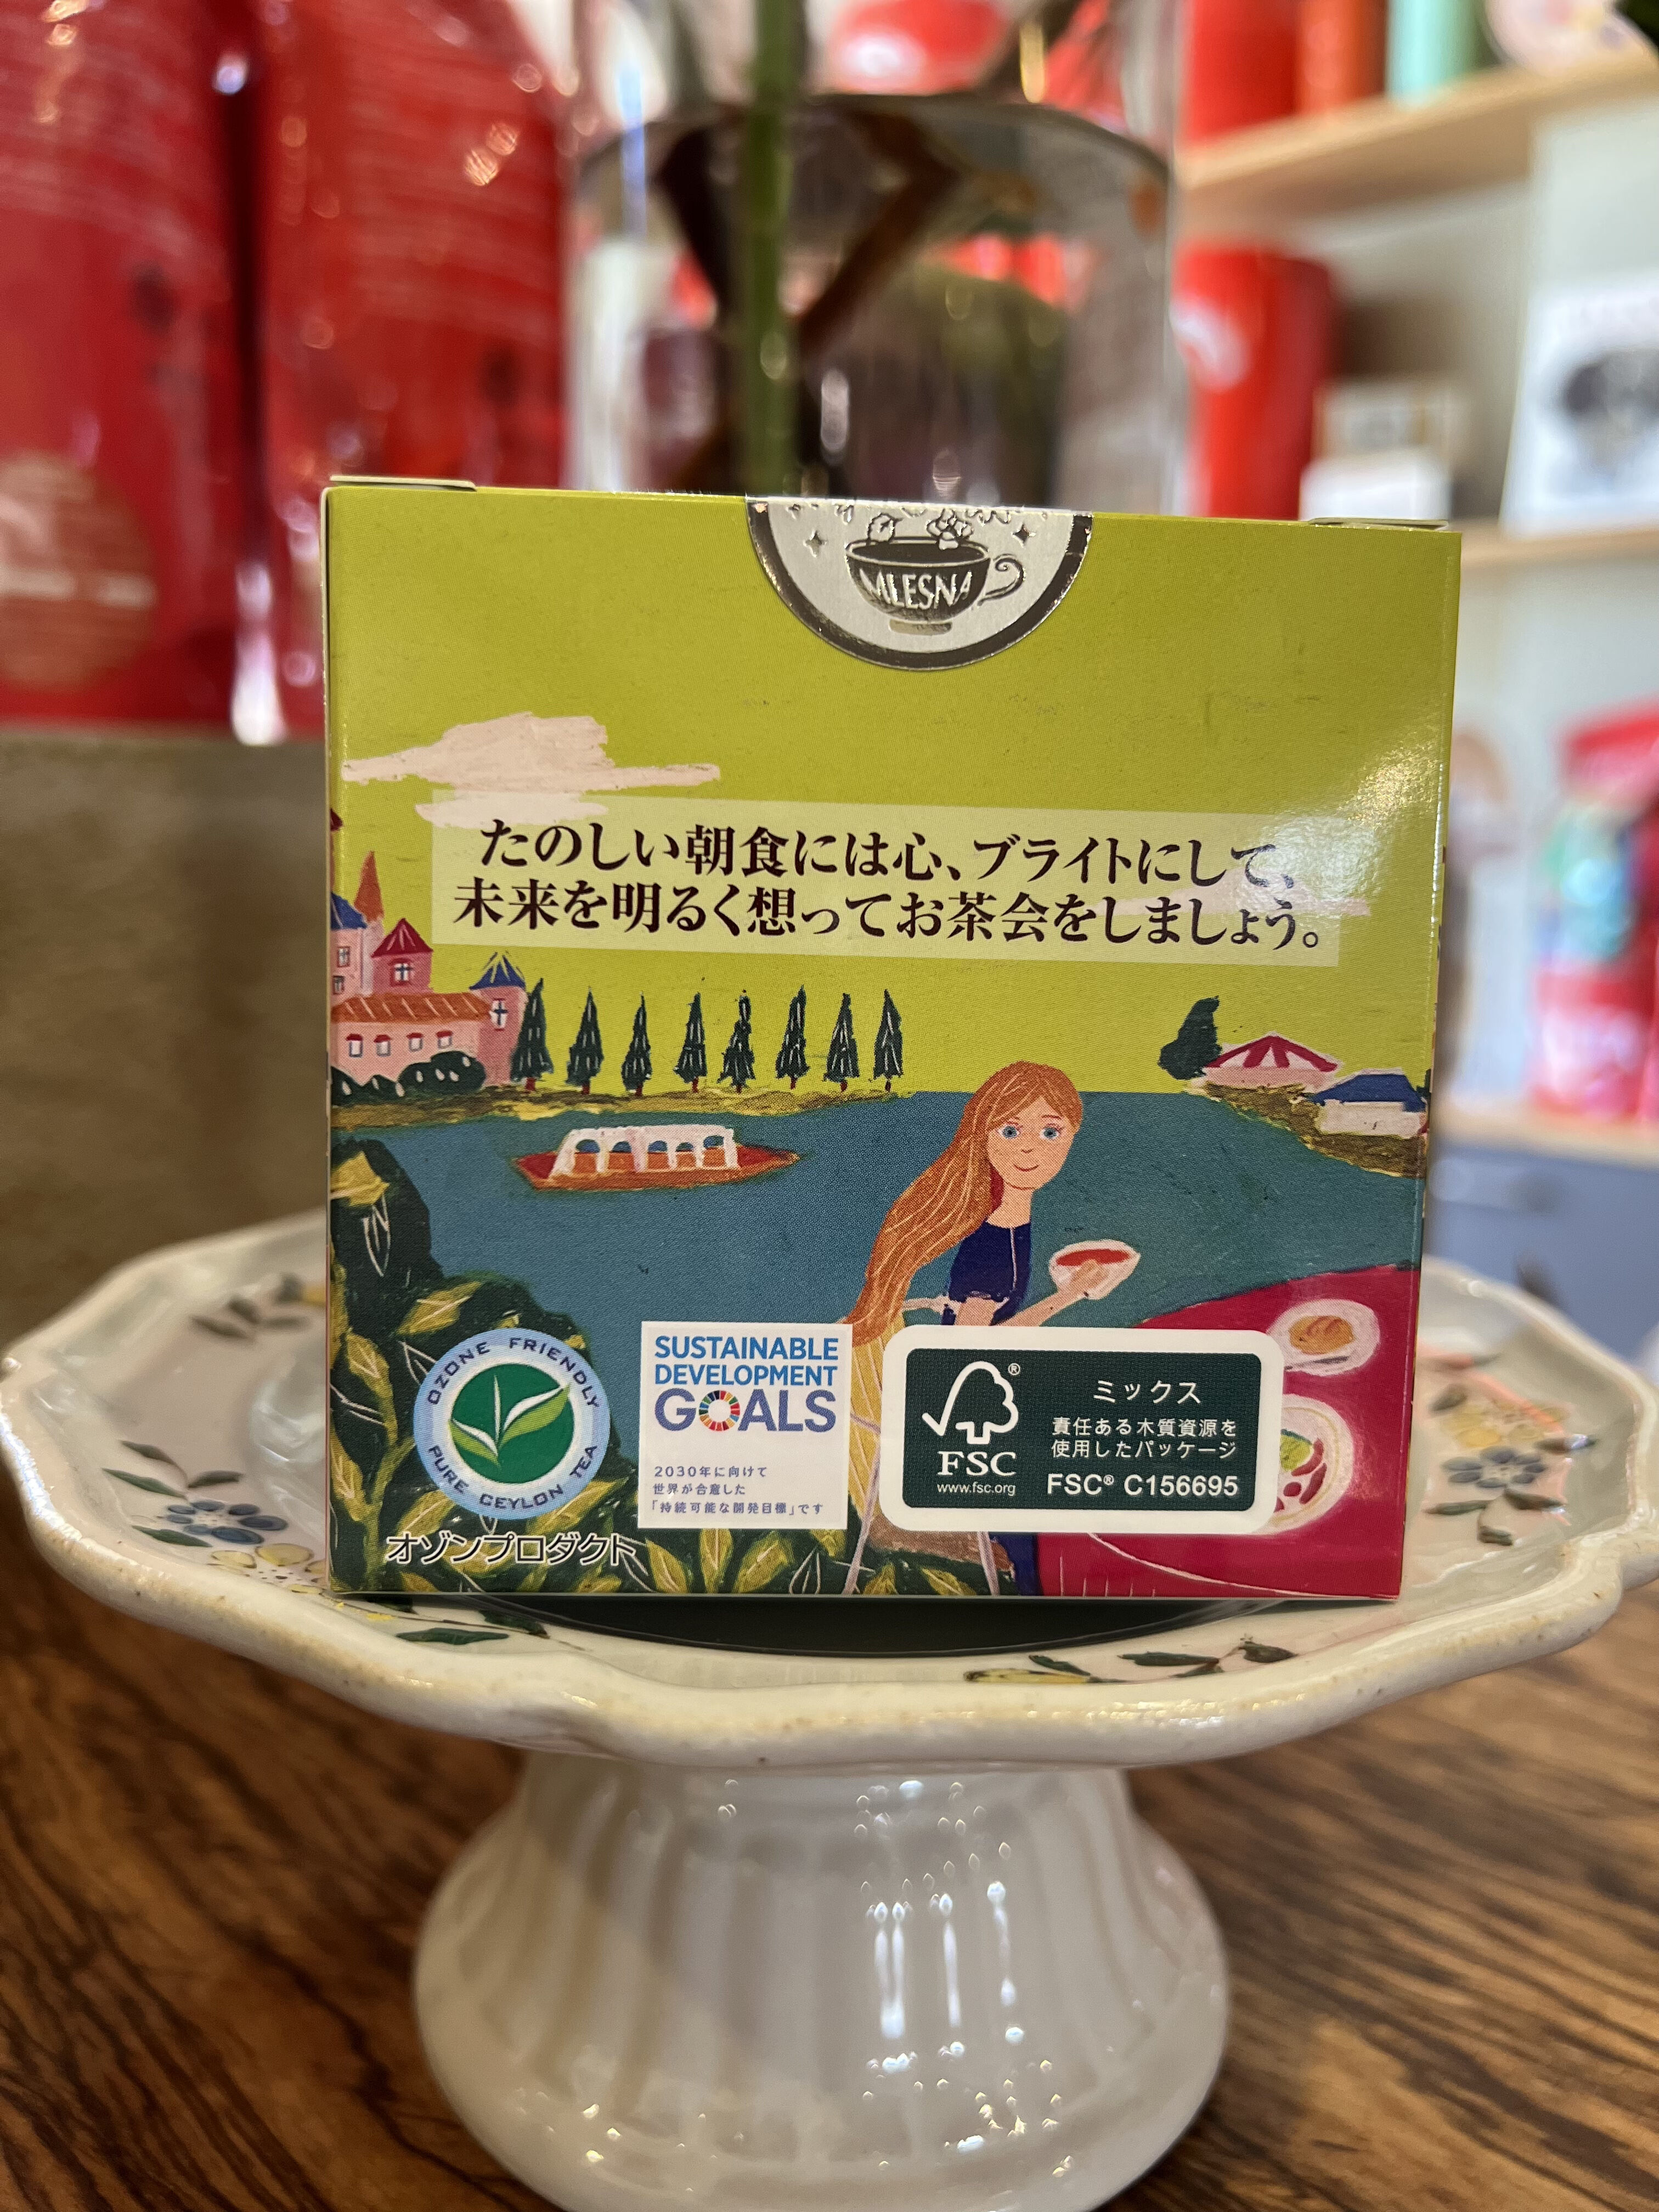 MLESNA
たのしい朝食には心、ブライトにして、
未来を明るく想ってお茶会をしましょう。
OZONE FRIENDLY
PURE CEYLON TEA
オゾンプロダクト
SUSTAINABLE
DEVELOPMENT
GOALS
2030年に向けて
世界が合意した
「持続可能な開発目標」です
FSC®
www.fsc.org
ミックス
責任ある木質資源を
使用したパッケージ
FSC® C156695